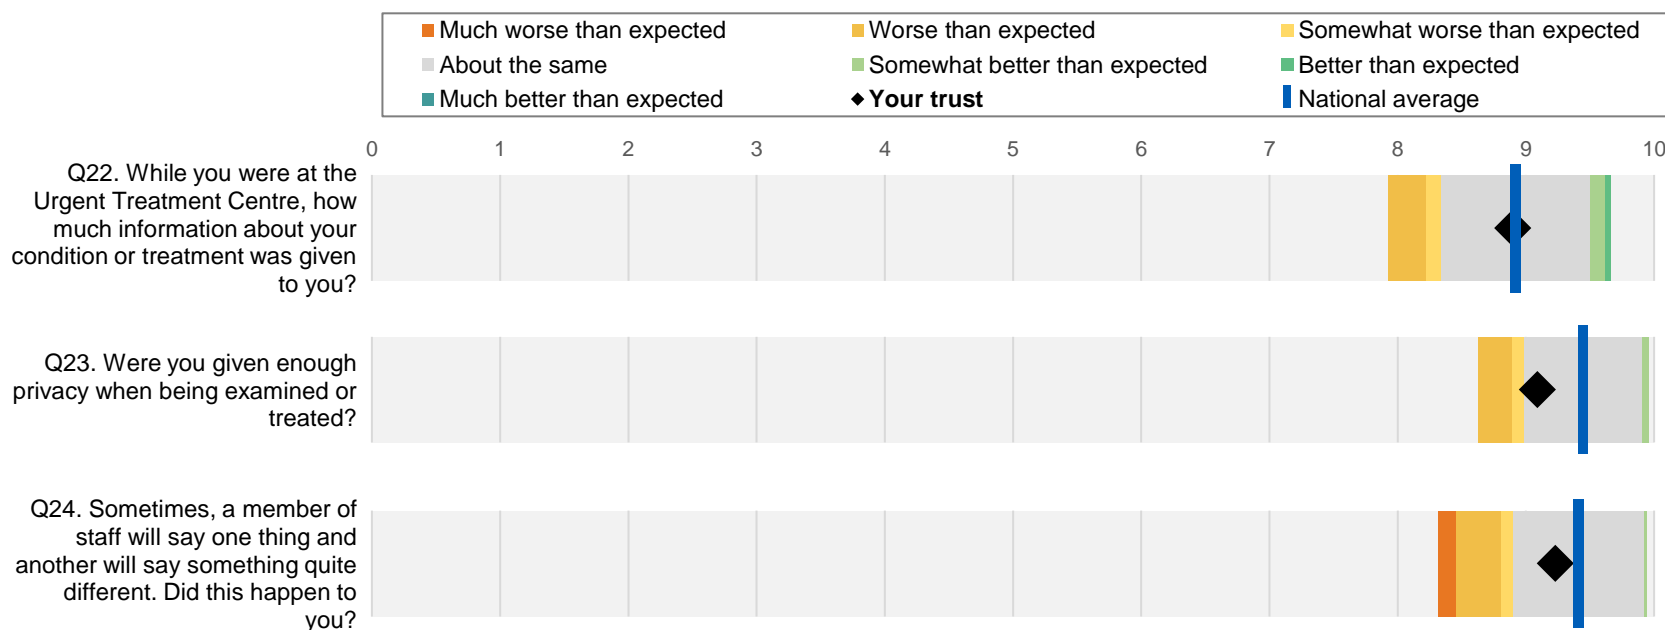 Much worse than expected
Worse than expected
Somewhat worse than expected
About the same
Somewhat better than expected
Better than expected
Much better than expected
Your trust
National average
0 1 2 3 4 5 6 7 8 9 10
Q22. While you were at the
Urgent Treatment Centre, how
much information about your
condition or treatment was given
to you?
Q23. Were you given enough
privacy when being examined or
treated?
Q24. Sometimes, a member of
staff will say one thing and
another will say something quite
different. Did this happen to
you?